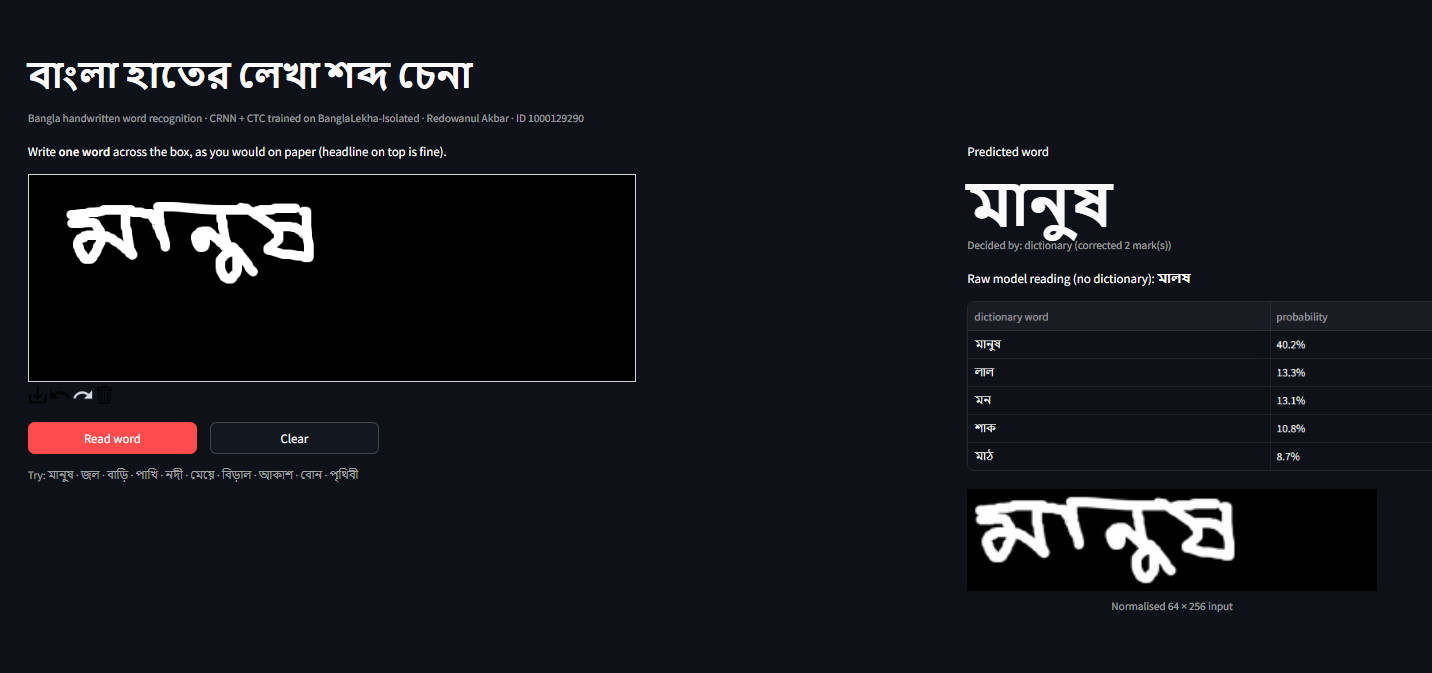 বাংলা হাতের লেখা শব্দ চেনা
Bangla handwritten word recognition · CRNN + CTC trained on BanglaLekha-Isolated · Redowanul Akbar · ID 1000129290
Write one word across the box, as you would on paper (headline on top is fine).
মানুষ
Read word
Clear
Try: মানুষ · জল · বাড়ি · পাখি · নদী · মেয়ে · বিড়াল · আকাশ · বোন · পৃথিবী
Predicted word
মানুষ
Decided by: dictionary (corrected 2 mark(s))
Raw model reading (no dictionary): মালষ
dictionary word probability
মানুষ 40.2%
লাল 13.3%
মন 13.1%
শাক 10.8%
মাঠ 8.7%
মানুষ
Normalised 64 × 256 input